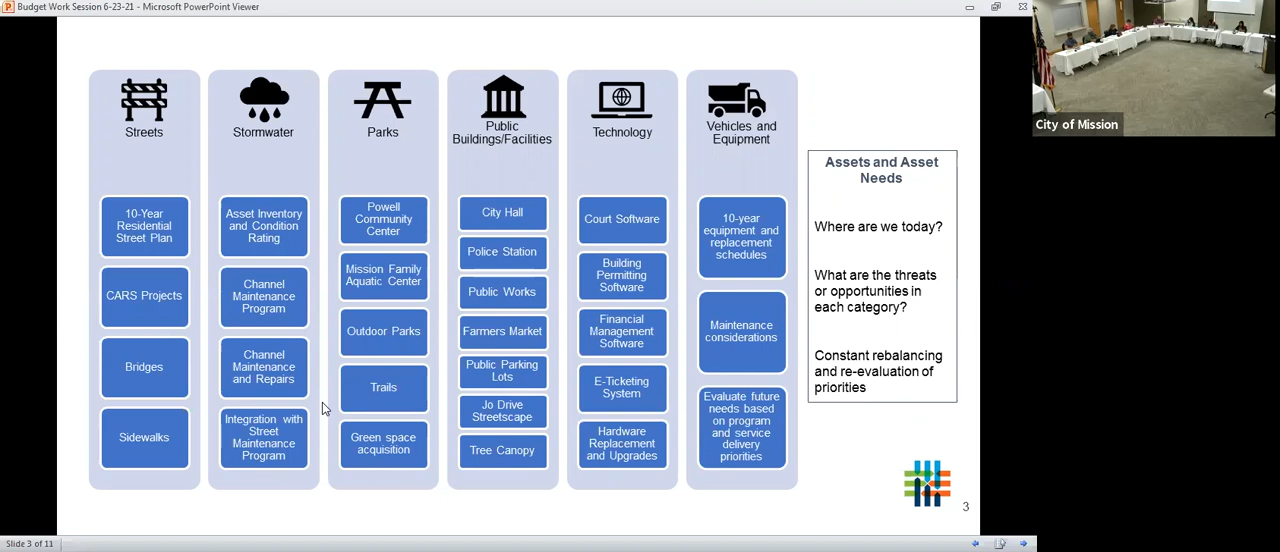 Budget Work Session 6-23-21 - Microsoft PowerPoint Viewer
Streets
10-Year
Residential
Street Plan
CARS Projects
Bridges
Sidewalks
Stormwater
Asset Inventory
and Condition
Rating
Channel
Maintenance
Program
Channel
Maintenance
and Repairs
Integration with
Street
Maintenance
Program
Parks
Powell
Community
Center
Mission Family
Aquatic Center
Outdoor Parks
Trails
Green space
acquisition
Public
Buildings/Facilities
City Hall
Police Station
Public Works
Farmers Market
Public Parking
Lots
Jo Drive
Streetscape
Tree Canopy
Technology
Court Software
Building
Permitting
Software
Financial
Management
Software
E-Ticketing
System
Hardware
Replacement
and Upgrades
Vehicles and
Equipment
10-year
equipment and
replacement
schedules
Maintenance
considerations
Evaluate future
needs based
on program
and service
delivery
priorities
Assets and Asset
Needs
Where are we today?
What are the threats
or opportunities in
each category?
Constant rebalancing
and re-evaluation of
priorities
3
City of Mission
Slide 3 of 11